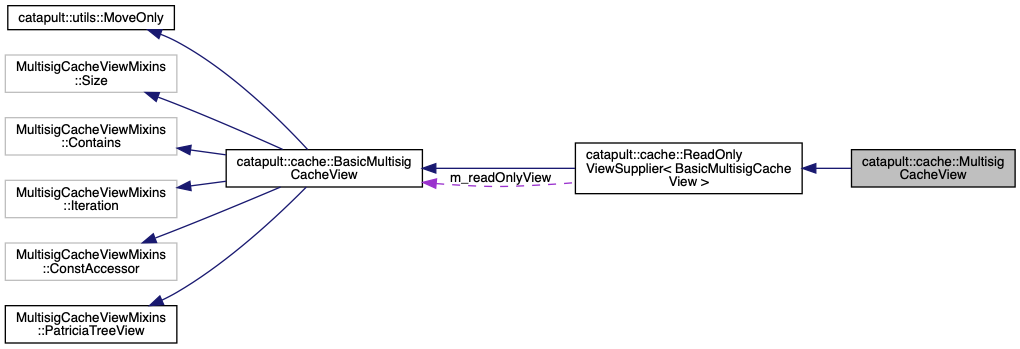 catapult::utils::MoveOnly
MultisigCacheViewMixins
::Size
MultisigCacheViewMixins
::Contains
MultisigCacheViewMixins
::Iteration
MultisigCacheViewMixins
::ConstAccessor
MultisigCacheViewMixins
::PatriciaTreeView
catapult::cache::BasicMultisig
CacheView
m_readOnlyView
catapult::cache::ReadOnly
ViewSupplier< BasicMultisigCache
View >
catapult::cache::Multisig
CacheView